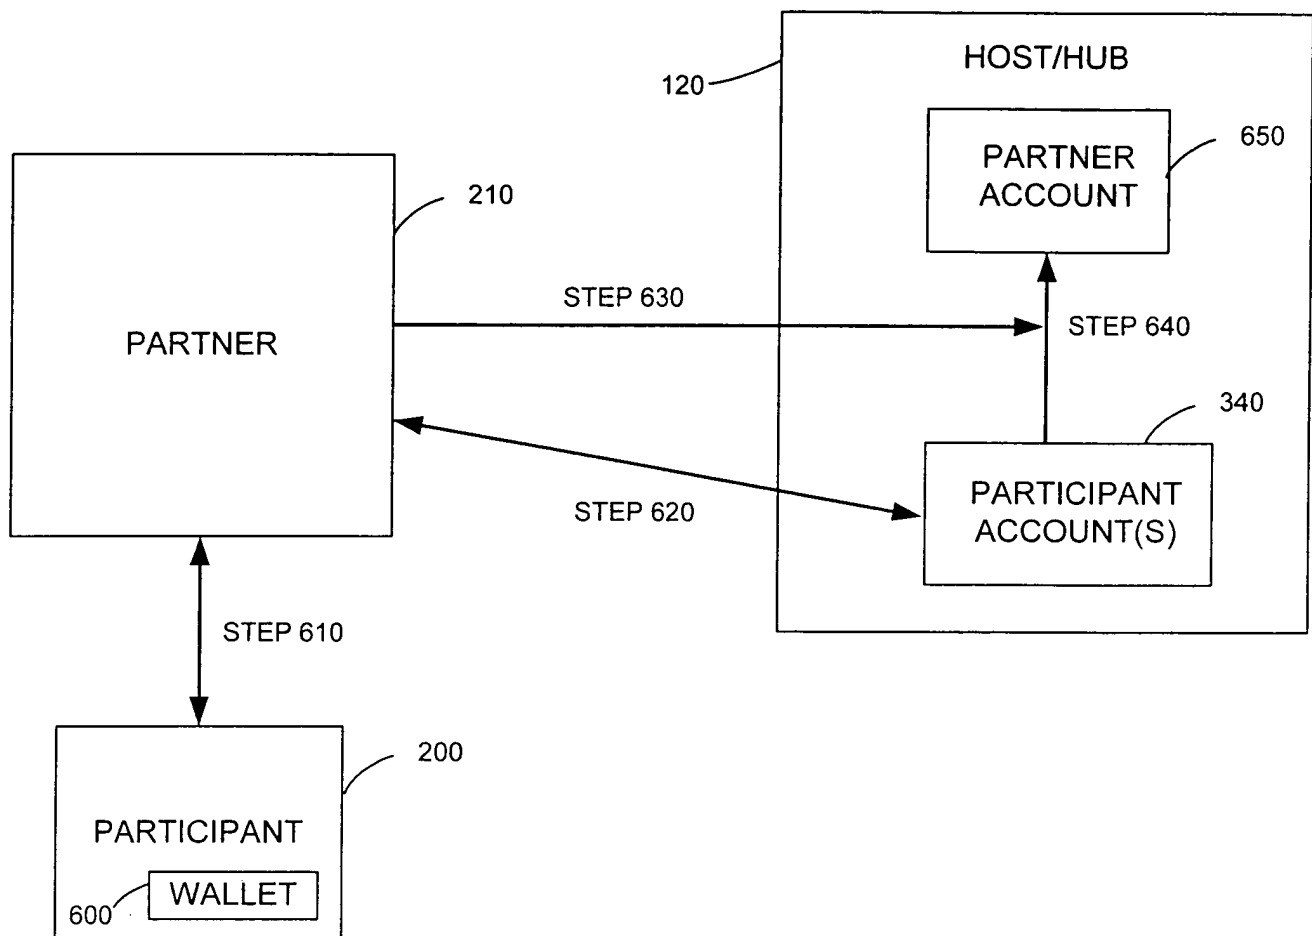 HOST/HUB
120
PARTNER
ACCOUNT
650
210
STEP 630
STEP 640
PARTNER
340
PARTICIPANT
ACCOUNT(S)
STEP 620
STEP 610
200
PARTICIPANT
WALLET
600